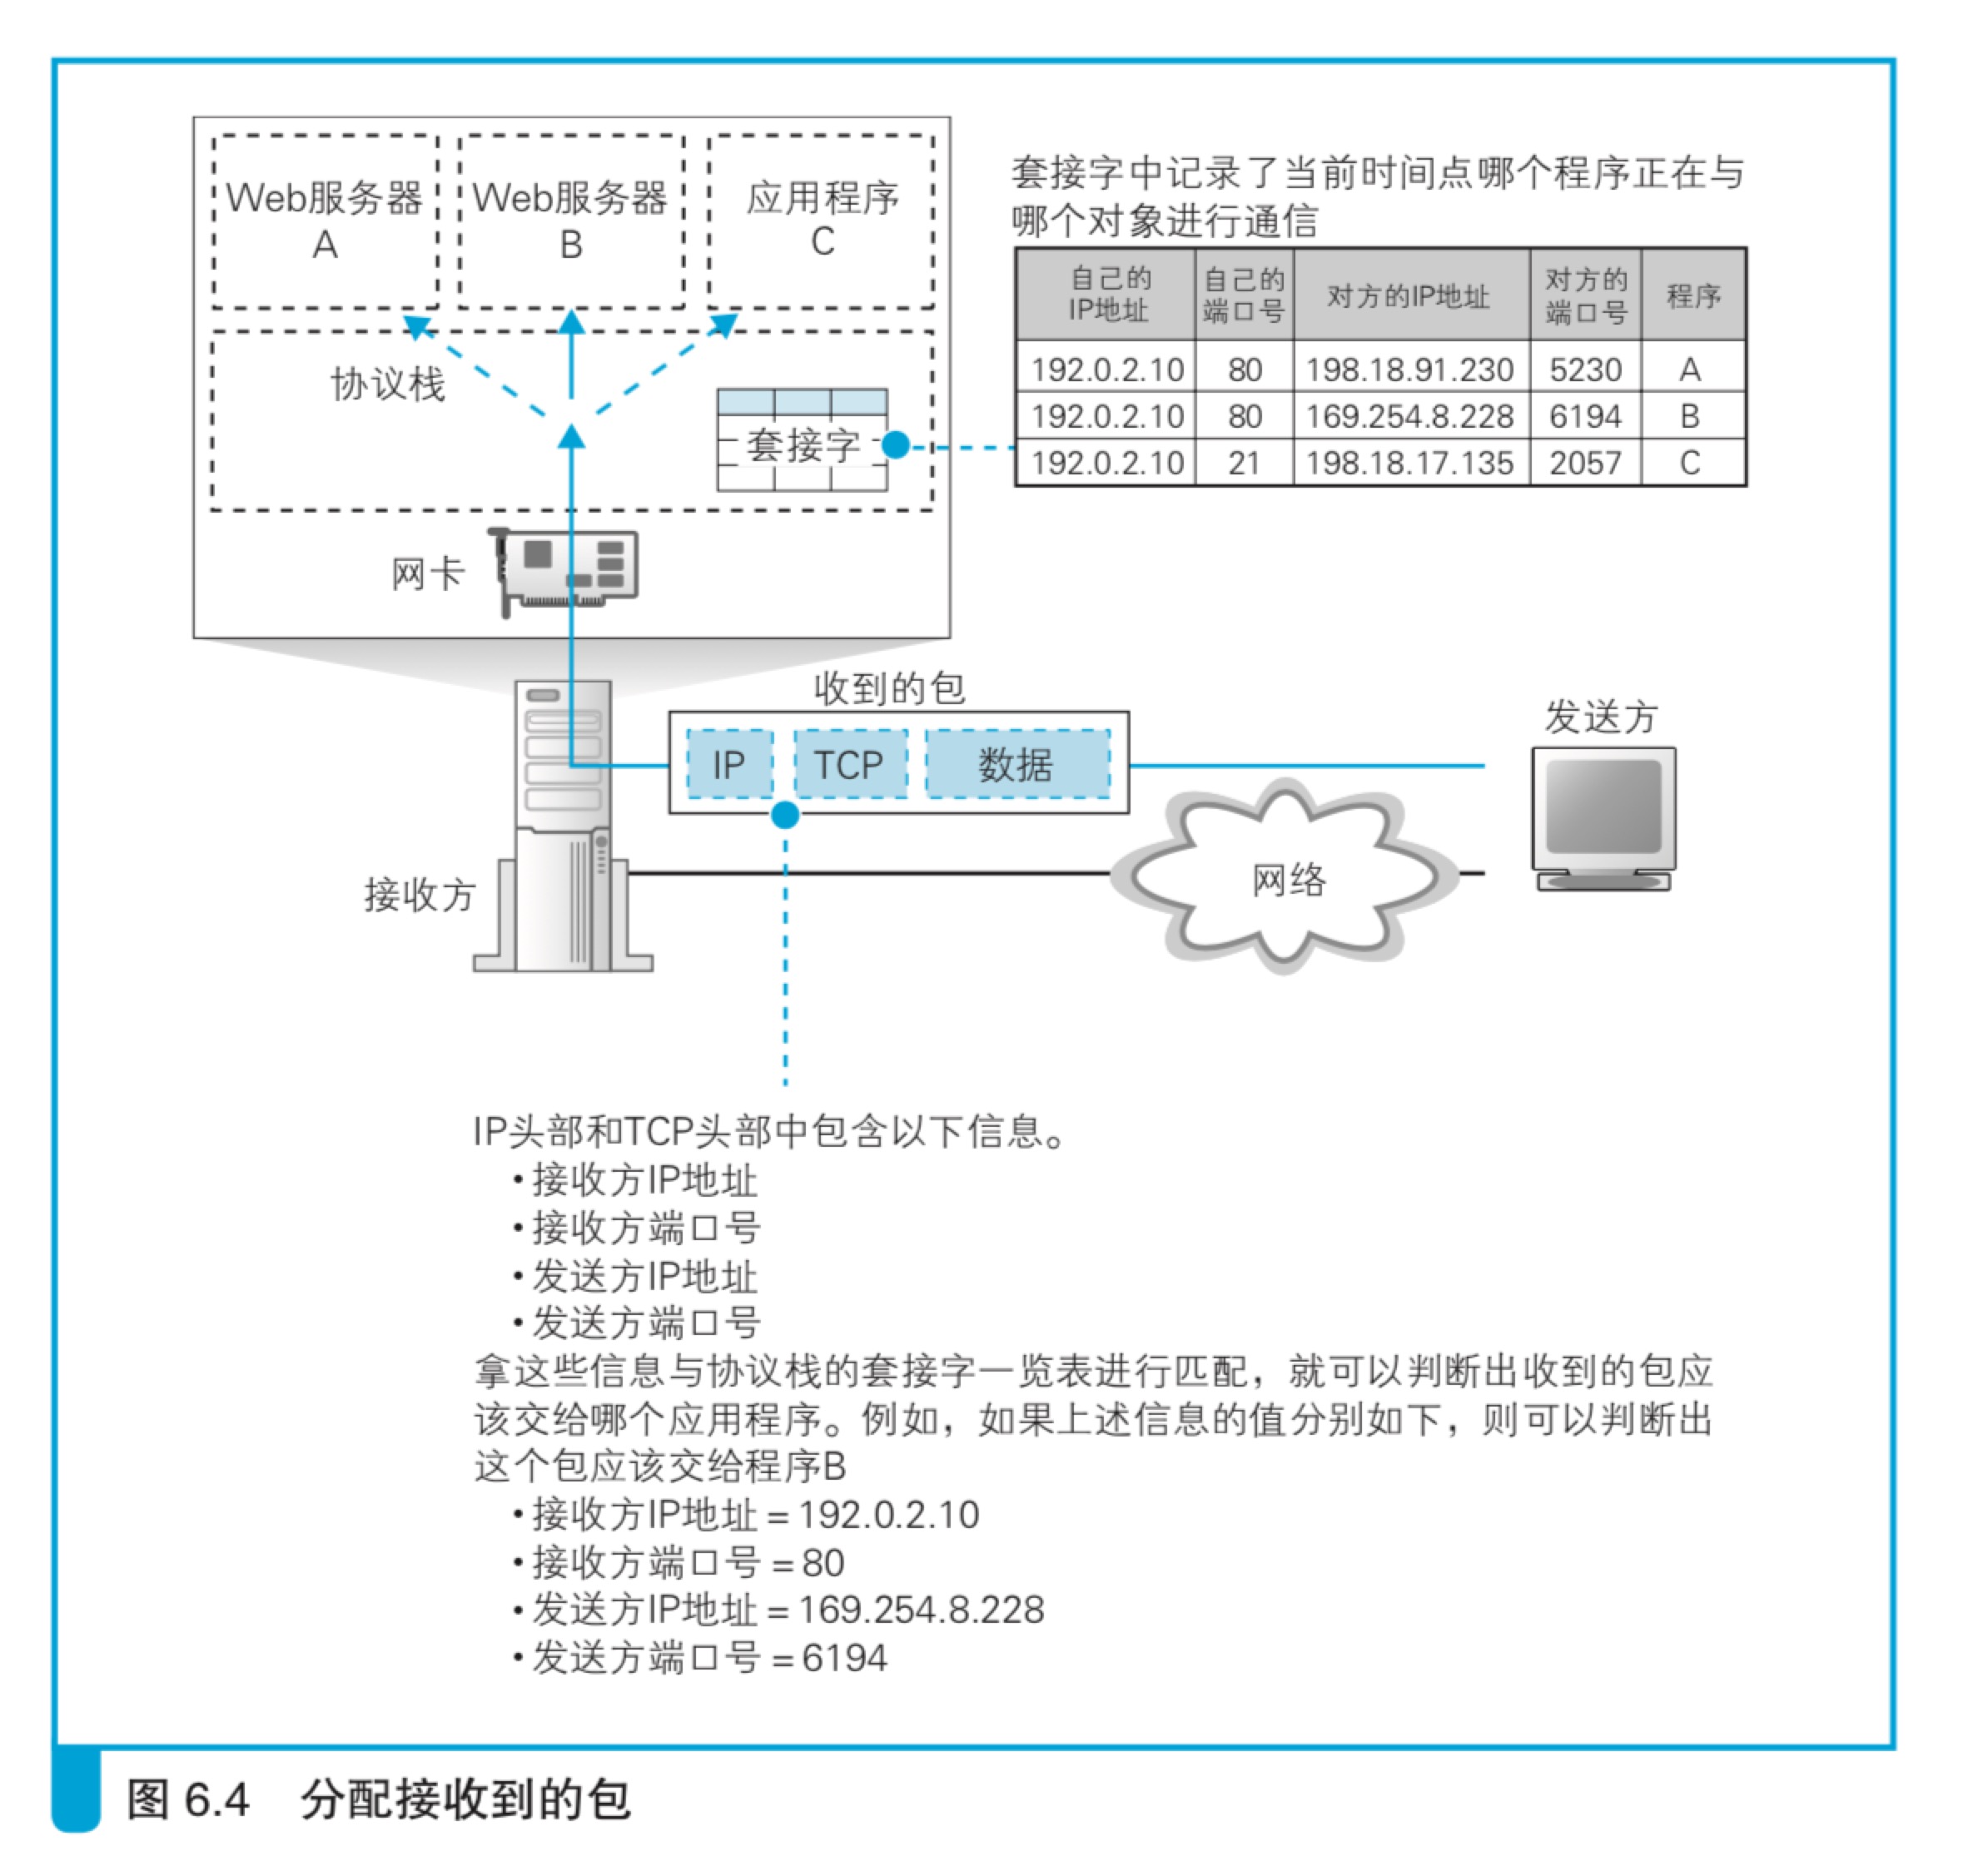 Web服务器
A
Web服务器
B
应用程序
C
套接字中记录了当前时间点哪个程序正在与
哪个对象进行通信
自己的
IP地址
自己的
端口号
对方的IP地址
对方的
端口号
程序
192.0.2.10 80 198.18.91.230 5230 A
192.0.2.10 80 169.254.8.228 6194 B
192.0.2.10 21 198.18.17.135 2057 C
协议栈
套接字
网卡
收到的包
IP TCP 数据
发送方
接收方
网络
IP头部和TCP头部中包含以下信息。
·接收方IP地址
·接收方端口号
·发送方IP地址
·发送方端口号
拿这些信息与协议栈的套接字一览表进行匹配，就可以判断出收到的包应
该交给哪个应用程序。例如，如果上述信息的值分别如下，则可以判断出
这个包应该交给程序B
·接收方IP地址=192.0.2.10
·接收方端口号=80
·发送方IP地址=169.254.8.228
·发送方端口号=6194
图 6.4 分配接收到的包